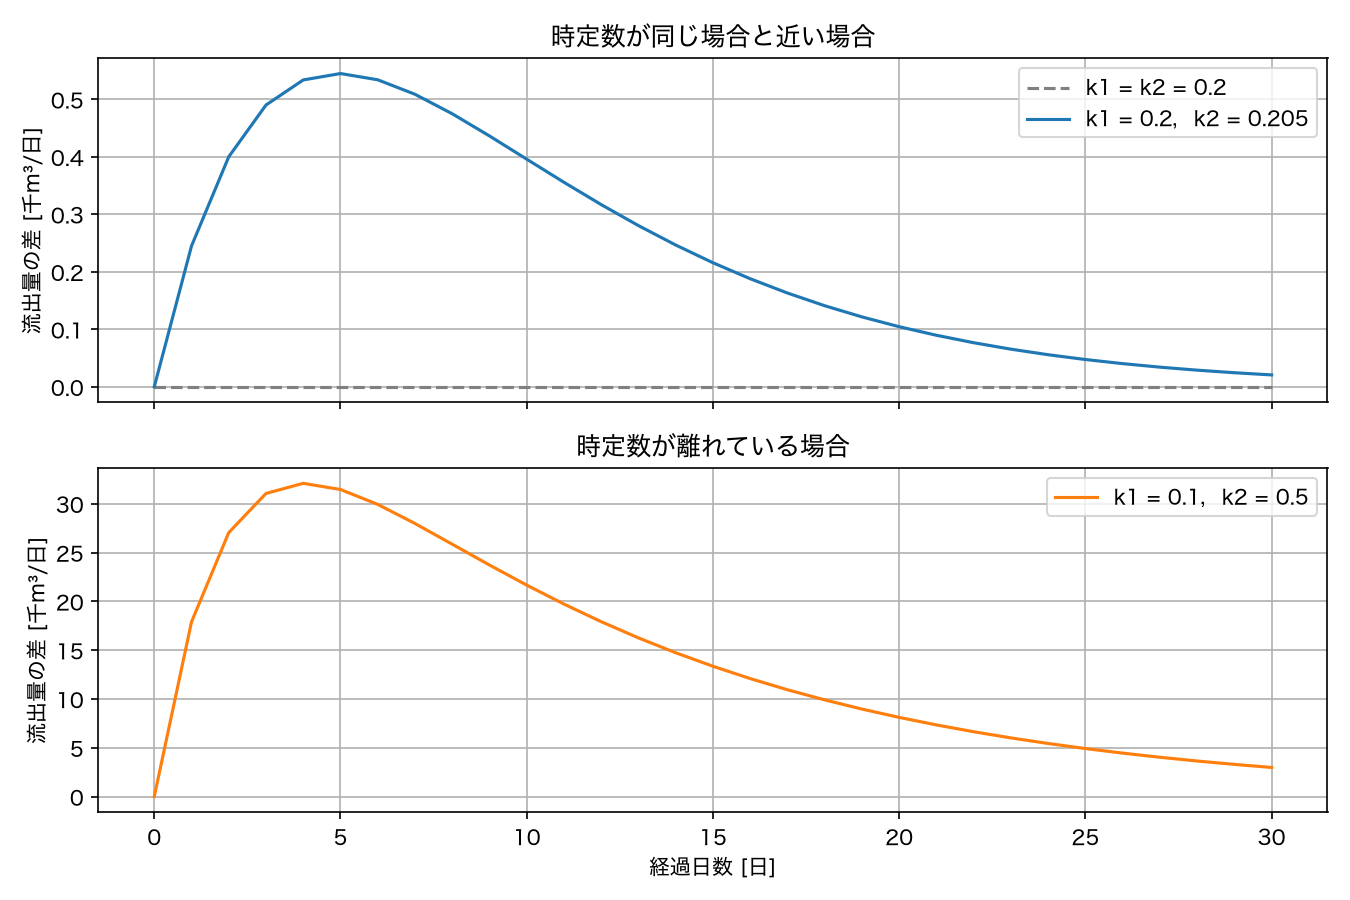 時定数が同じ場合と近い場合
流出量の差 [千m³/日]
0.5
0.4
0.3
0.2
0.1
0.0
k1 = k2 = 0.2
k1 = 0.2, k2 = 0.205
時定数が離れている場合
流出量の差 [千m³/日]
30
25
20
15
10
5
0
k1 = 0.1, k2 = 0.5
0 5 10 15 20 25 30
経過日数 [日]